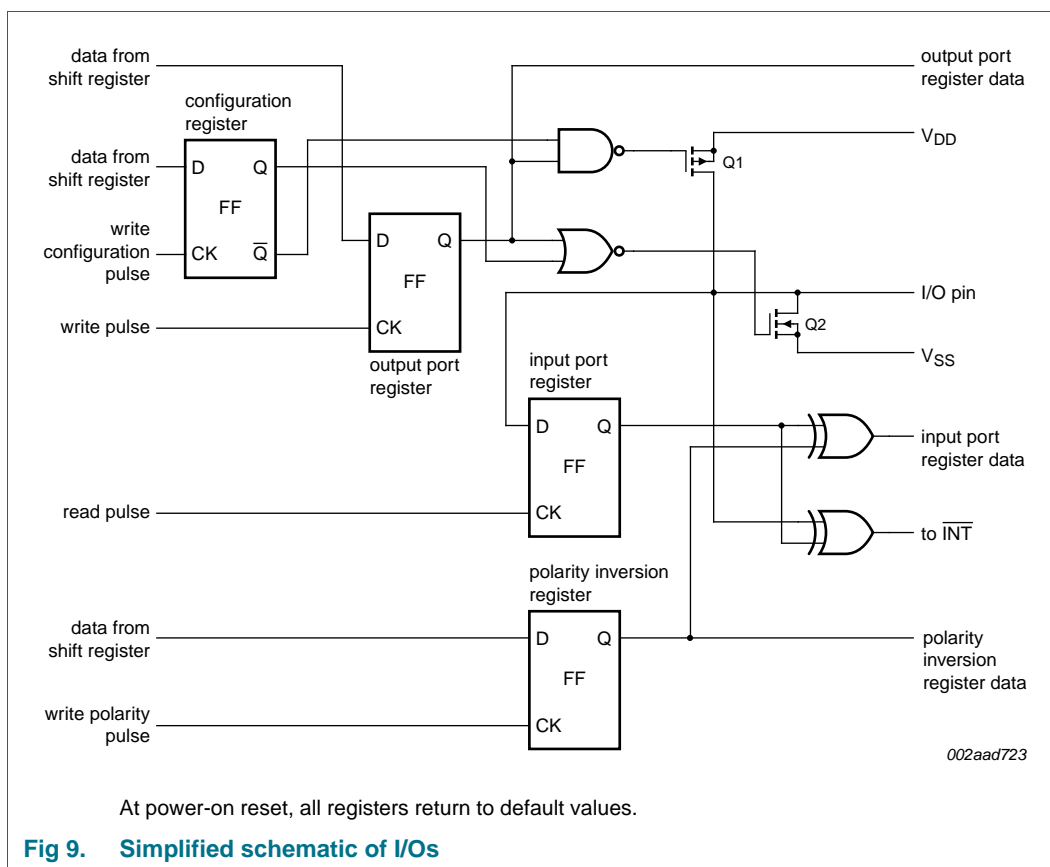 data from
shift register
output port
register data
configuration
register
V_DD
data from
shift register
D
Q
Q1
FF
write
configuration
pulse
CK
Q̅
D
Q
FF
I/O pin
Q2
write pulse
CK
V_SS
output port
register
input port
register
D
Q
input port
register data
FF
read pulse
CK
to I̅N̅T̅
polarity inversion
register
data from
shift register
D
Q
polarity
inversion
register data
FF
write polarity
pulse
CK
002aad723
At power-on reset, all registers return to default values.
Fig 9. Simplified schematic of I/Os